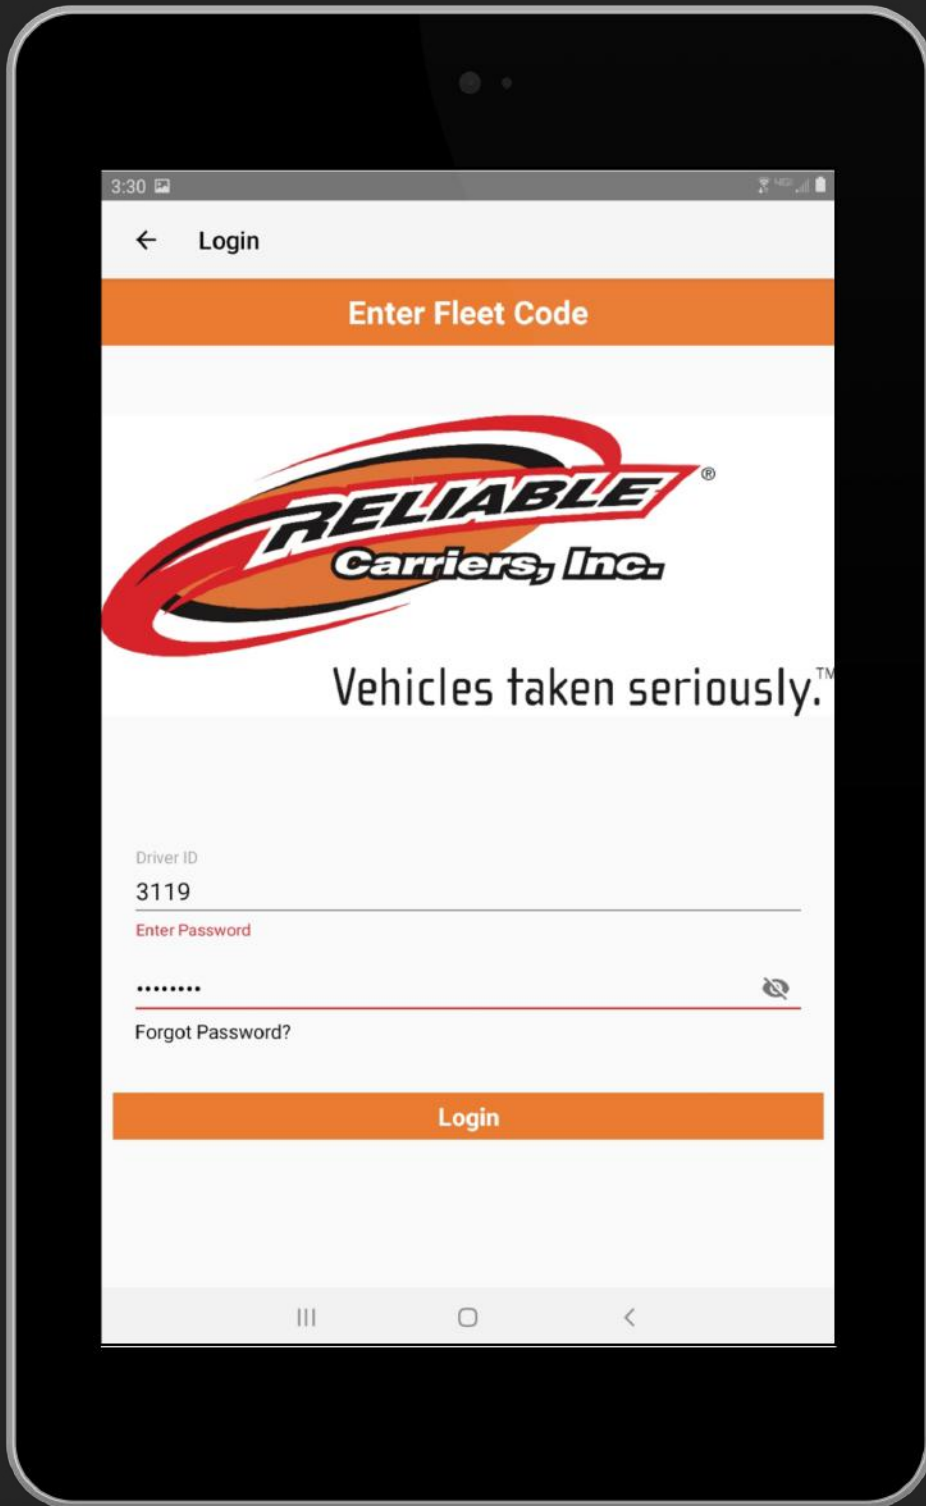 3:30
Login
Enter Fleet Code
RELIABLE®
Carriers, Inc.
Vehicles taken seriously.™
Driver ID
3119
Enter Password
••••••••
Forgot Password?
Login